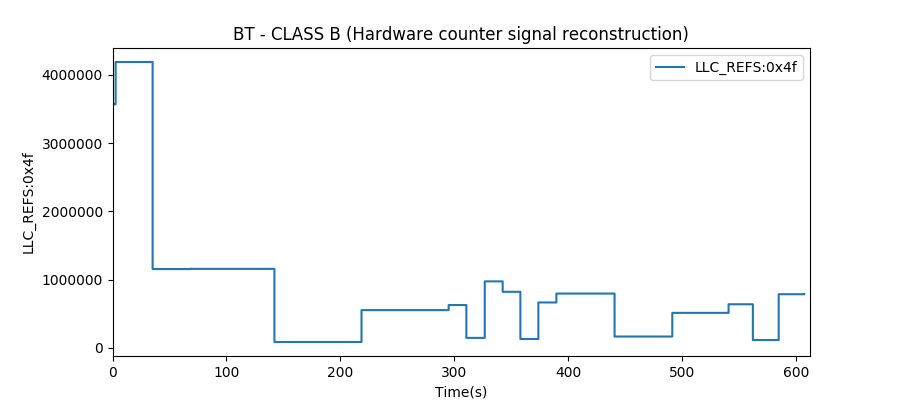 BT - CLASS B (Hardware counter signal reconstruction)
LLC_REFS:0x4f
4000000
3000000
2000000
1000000
0
LLC_REFS:0x4f
0 100 200 300 400 500 600
Time(s)